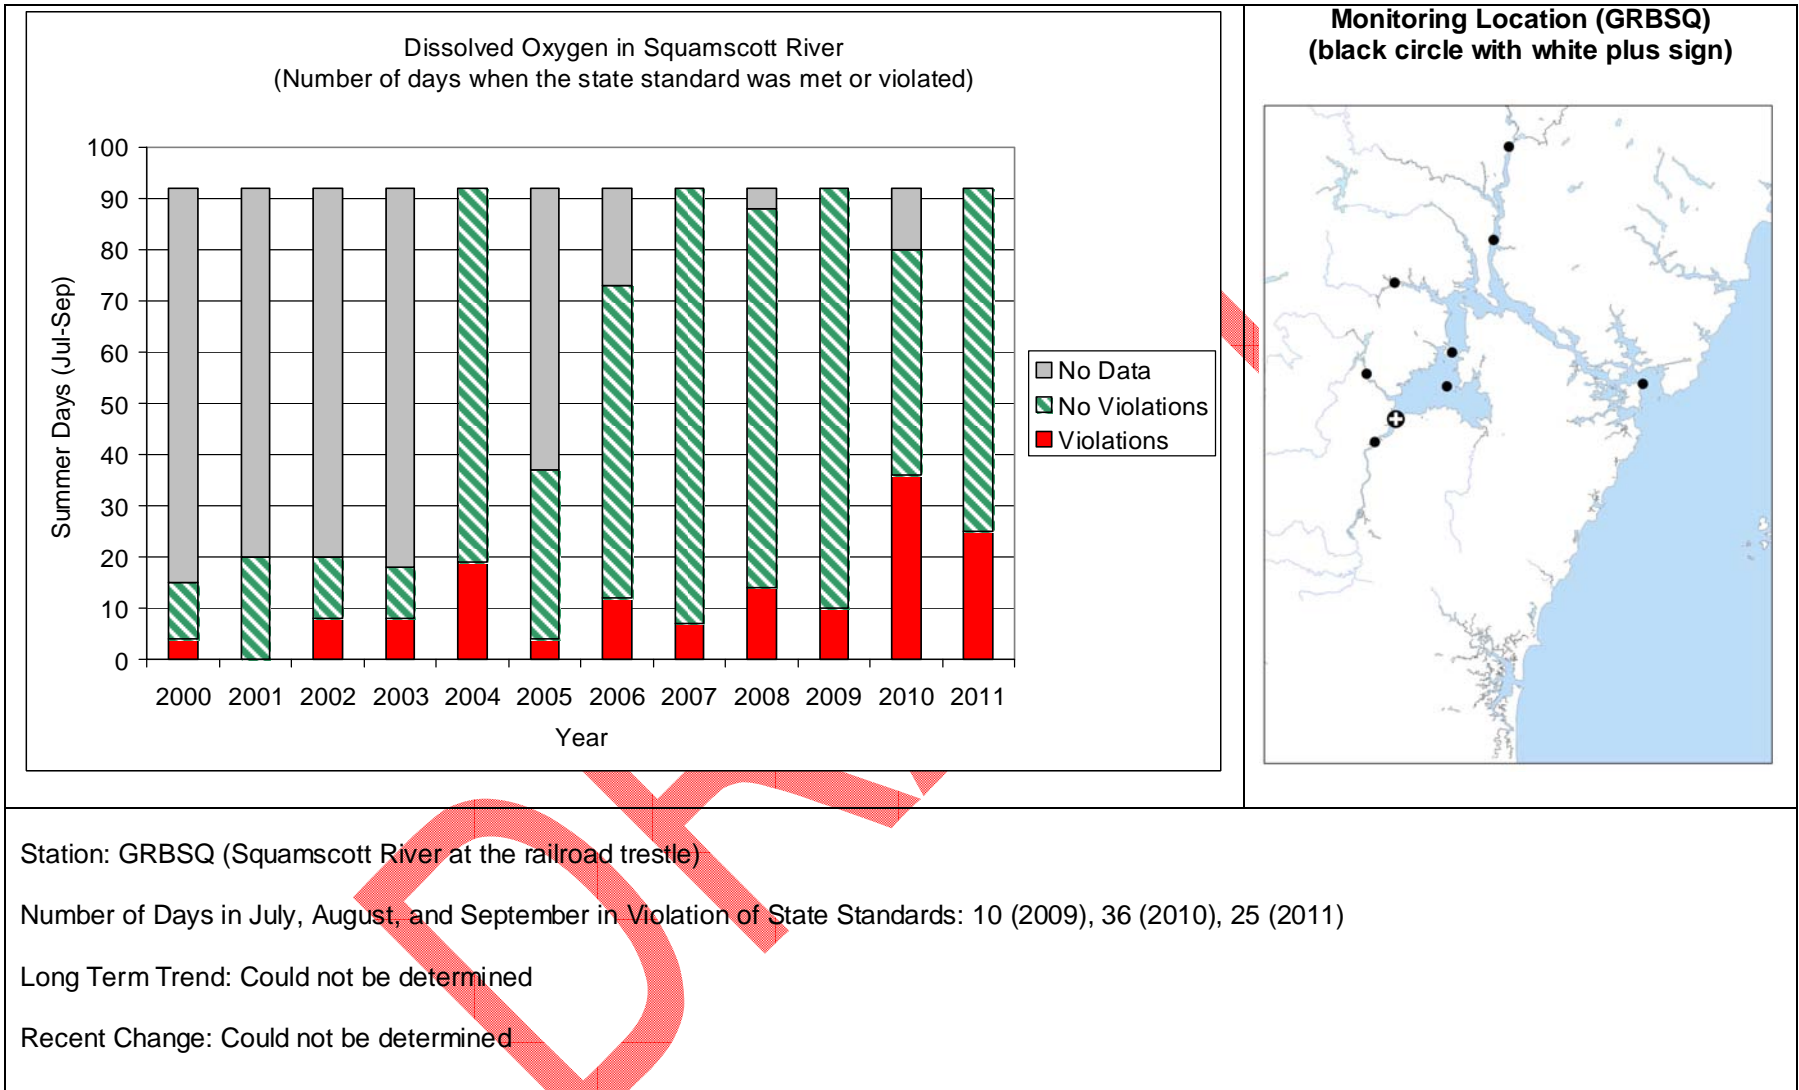 Dissolved Oxygen in Squamscott River
(Number of days when the state standard was met or violated)
100
90
80
70
60
50
40
30
20
10
0
Summer Days (Jul-Sep)
2000 2001 2002 2003 2004 2005 2006 2007 2008 2009 2010 2011
Year
No Data
No Violations
Violations
Monitoring Location (GRBSQ)
(black circle with white plus sign)
Station: GRBSQ (Squamscott River at the railroad trestle)
Number of Days in July, August, and September in Violation of State Standards: 10 (2009), 36 (2010), 25 (2011)
Long Term Trend: Could not be determined
Recent Change: Could not be determined